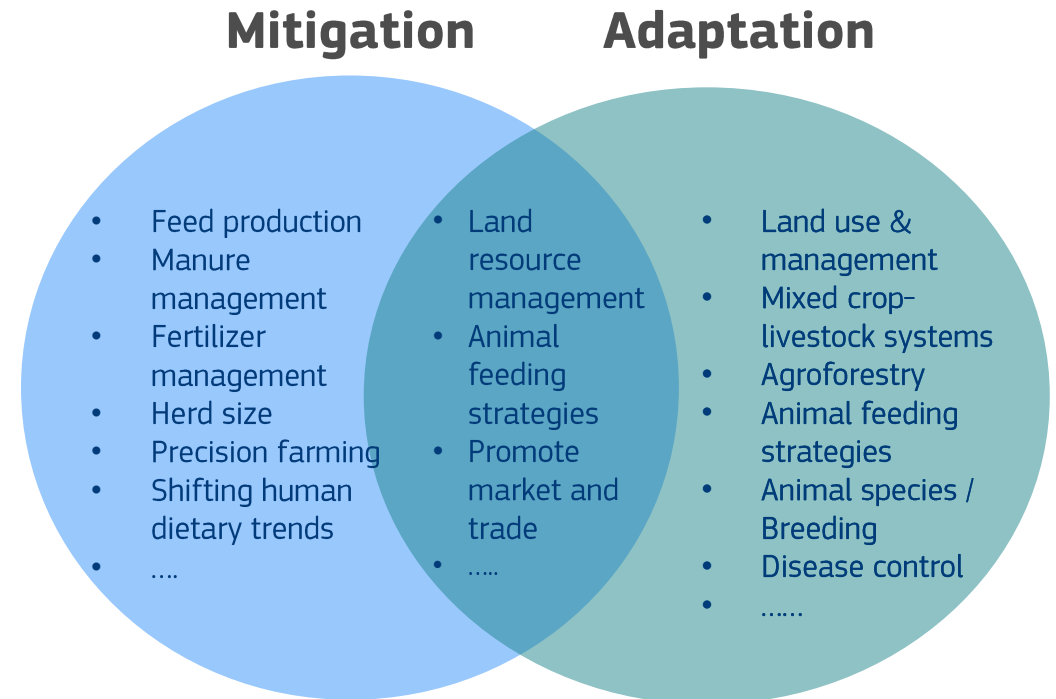 Mitigation
Adaptation
• Feed production
• Manure
management
• Fertilizer
management
• Herd size
• Precision farming
• Shifting human
dietary trends
• ....
• Land
resource
management
• Animal
feeding
strategies
• Promote
market and
trade
• .....
• Land use &
management
• Mixed crop-
livestock systems
• Agroforestry
• Animal feeding
strategies
• Animal species /
Breeding
• Disease control
• ......